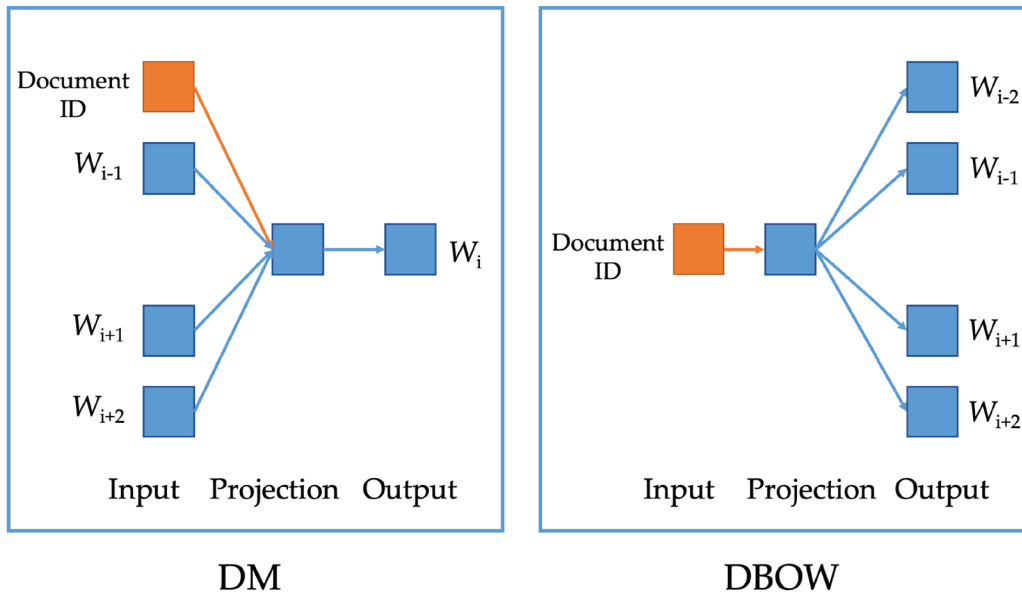 Document
ID
W_{i-1}
W_{i+1}
W_{i+2}
W_i
Input Projection Output
DM
Document
ID
W_{i-2}
W_{i-1}
W_{i+1}
W_{i+2}
Input Projection Output
DBOW